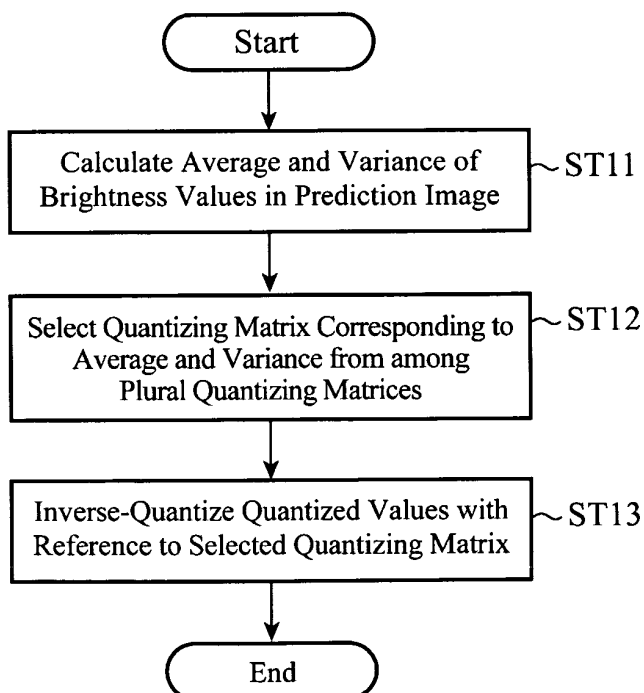 Start
Calculate Average and Variance of
Brightness Values in Prediction Image
ST11
Select Quantizing Matrix Corresponding to
Average and Variance from among
Plural Quantizing Matrices
ST12
Inverse-Quantize Quantized Values with
Reference to Selected Quantizing Matrix
ST13
End